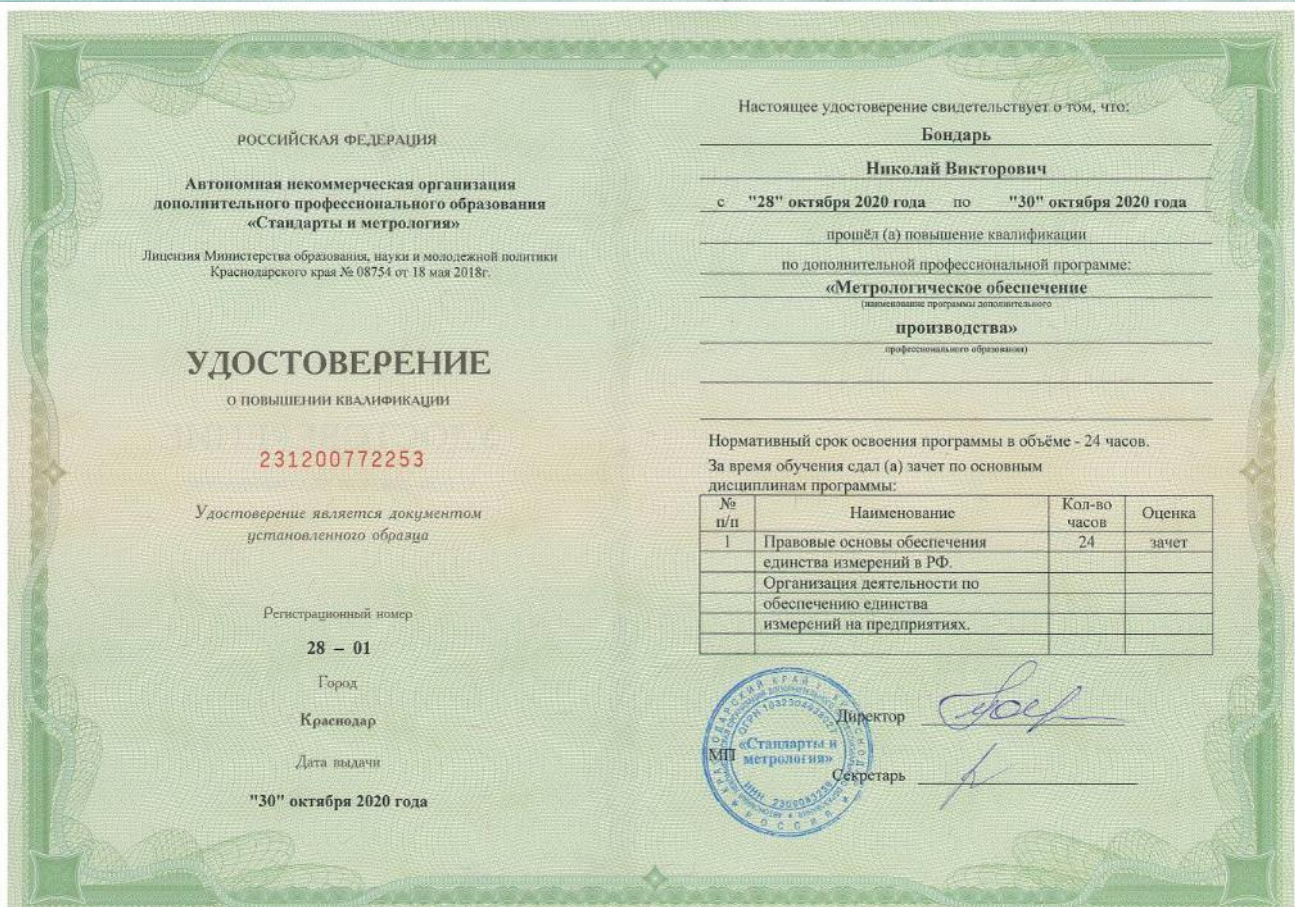 РОССИЙСКАЯ ФЕДЕРАЦИЯ
Автономная некоммерческая организация
дополнительного профессионального образования
«Стандарты и метрология»
Лицензия Министерства образования, науки и молодежной политики
Краснодарского края № 08754 от 18 мая 2018г.
УДОСТОВЕРЕНИЕ
О ПОВЫШЕНИИ КВАЛИФИКАЦИИ
231200772253
Удостоверение является документом
установленного образца
Регистрационный номер
28 – 01
Город
Краснодар
Дата выдачи
"30" октября 2020 года
Настоящее удостоверение свидетельствует о том, что:
Бондарь
Николай Викторович
с "28" октября 2020 года по "30" октября 2020 года
прошёл (а) повышение квалификации
по дополнительной профессиональной программе:
«Метрологическое обеспечение
(наименование программы дополнительного
производства»
профессионального образования)
Нормативный срок освоения программы в объёме - 24 часов.
За время обучения сдал (а) зачет по основным
дисциплинам программы:
№ п/п Наименование Кол-во часов Оценка
1 Правовые основы обеспечения 24 зачет
единства измерений в РФ.
Организация деятельности по
обеспечению единства
измерений на предприятиях.
Директор
МП
«Стандарты и
метрология»
Секретарь
КРАСНОДАРСКИЙ КРАЙ
РОССИЯ